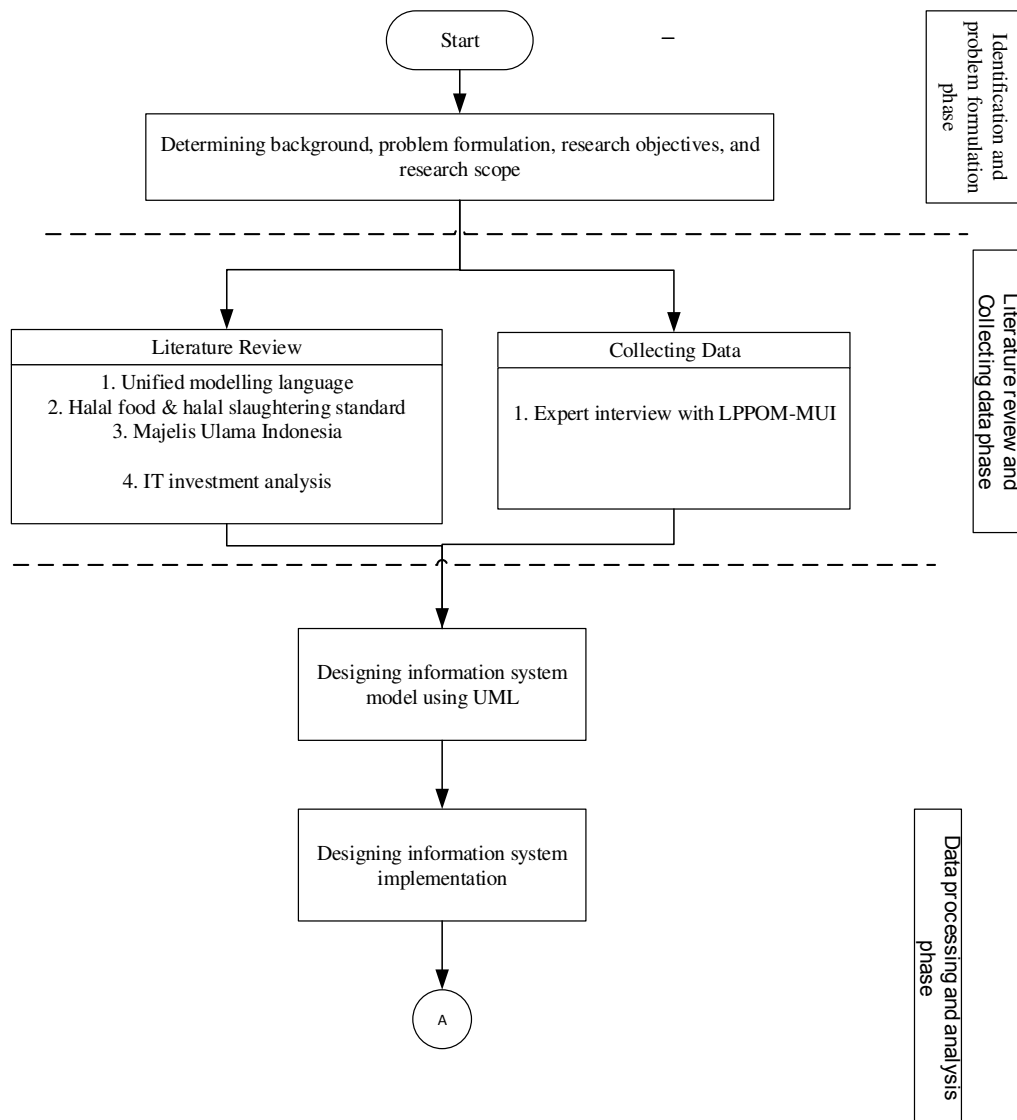 Start
–
Identification and
problem formulation
phase
Determining background, problem formulation, research objectives, and
research scope
Literature review and
Collecting data phase
Literature Review
1. Unified modelling language
2. Halal food & halal slaughtering standard
3. Majelis Ulama Indonesia
4. IT investment analysis
Collecting Data
1. Expert interview with LPPOM-MUI
Designing information system
model using UML
Designing information system
implementation
Data processing and analysis
phase
A